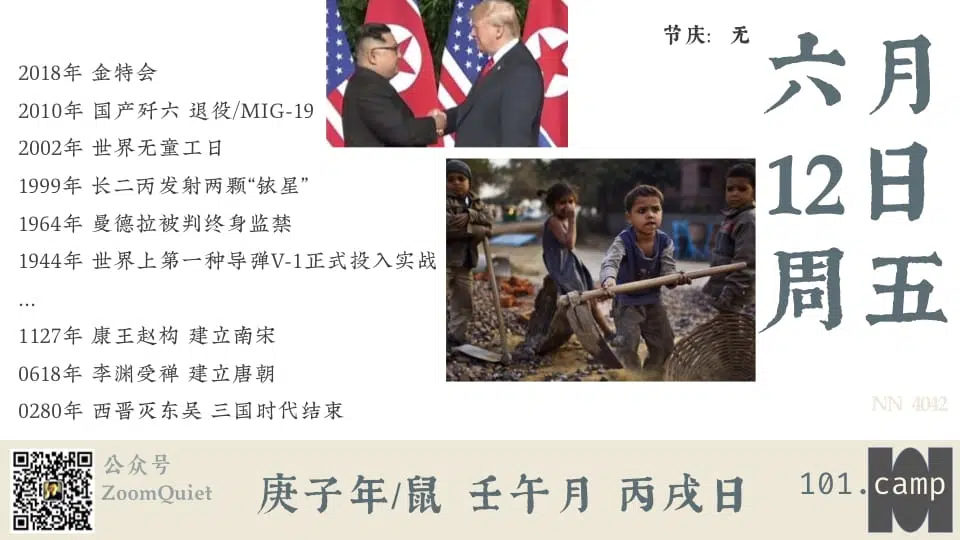 节庆: 无
六月
12日
周五
2018年 金特会
2010年 国产歼六 退役/MIG-19
2002年 世界无童工日
1999年 长二丙发射两颗“铱星”
1964年 曼德拉被判终身监禁
1944年 世界上第一种导弹V-1正式投入实战
...
1127年 康王赵构 建立南宋
0618年 李渊受禅 建立唐朝
0280年 西晋灭东吴 三国时代结束
NN 4042
公众号
ZoomQuiet
庚子年/鼠 壬午月 丙戌日
101.camp